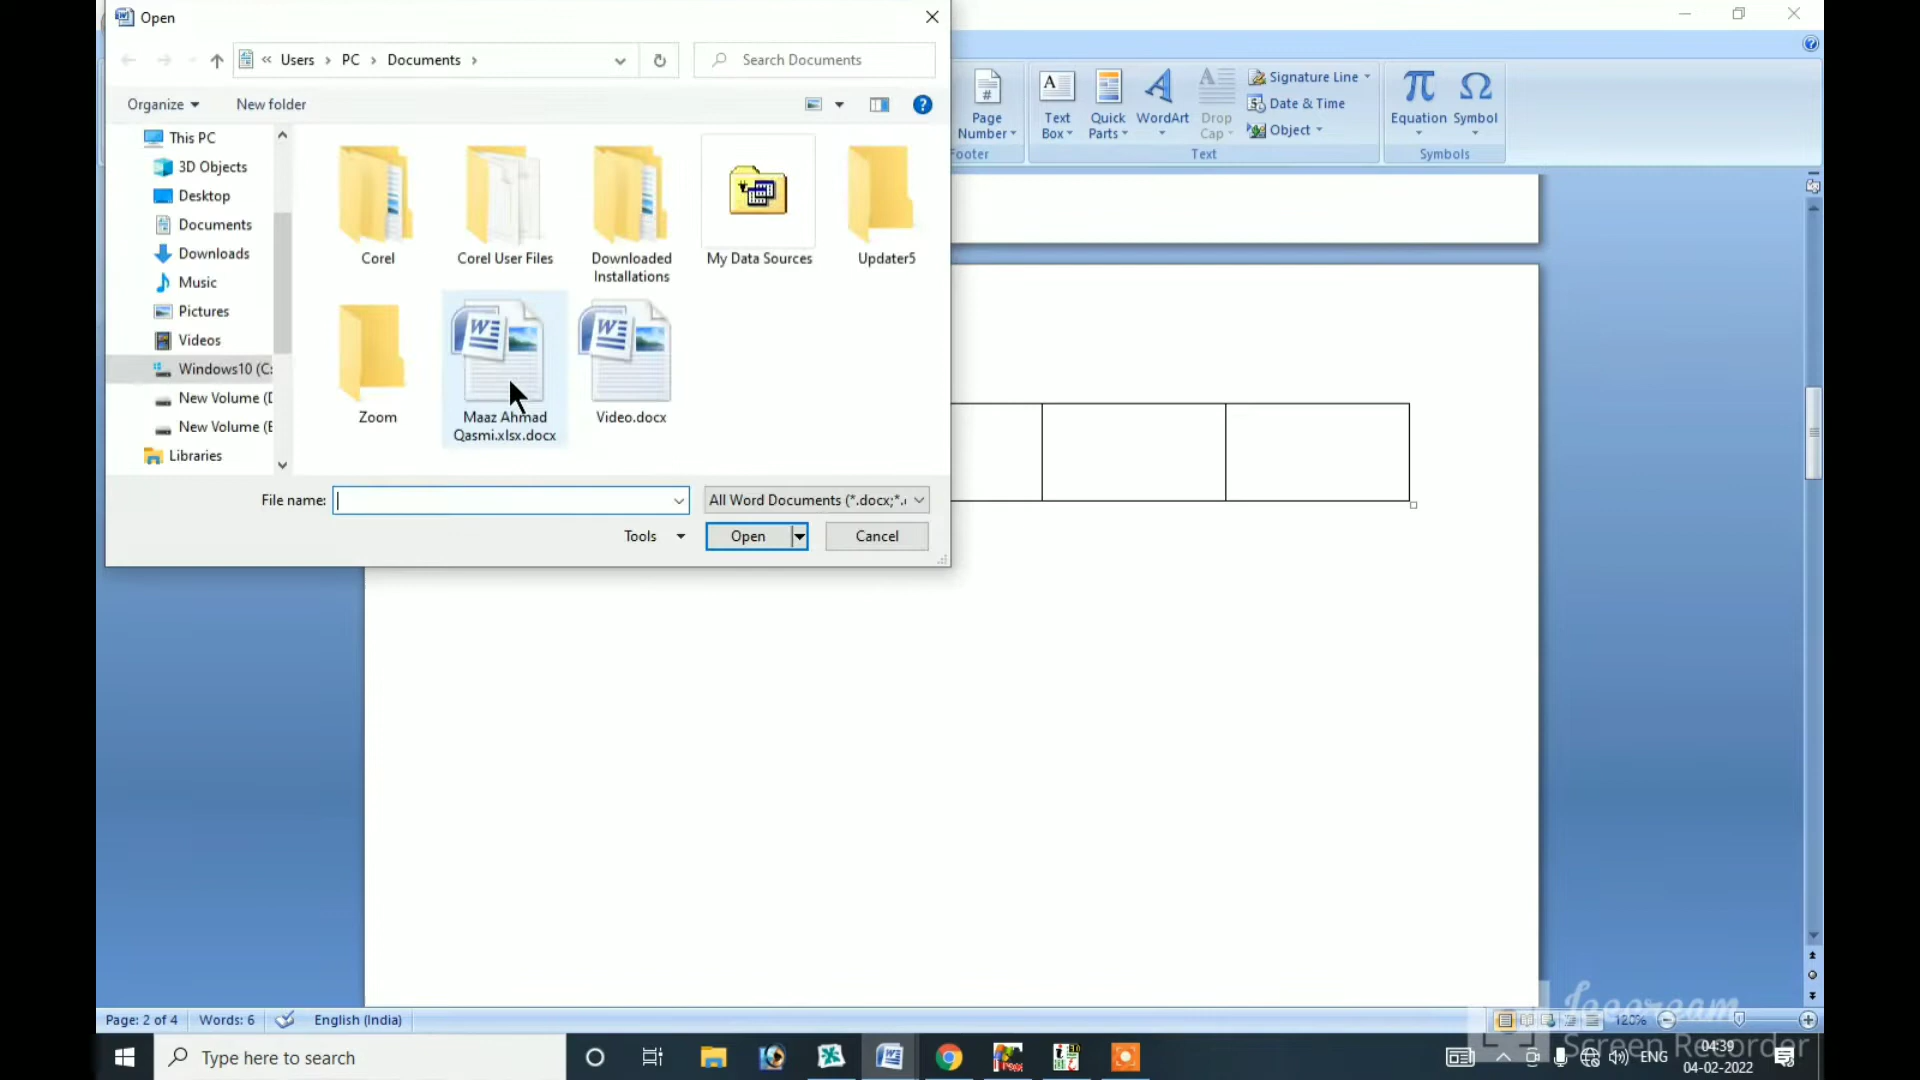 Open
« Users › PC › Documents ›
Search Documents
Organize
New folder
This PC
3D Objects
Desktop
Documents
Downloads
Music
Pictures
Videos
Windows10 (C:
New Volume (D
New Volume (E
Libraries
Corel
Corel User Files
Downloaded
Installations
My Data Sources
Updater5
Zoom
Maaz Ahmad
Qasmi.xlsx.docx
Video.docx
File name:
All Word Documents (*.docx;*.
Tools
Open
Cancel
Page
Number
Footer
Text
Box
Quick
Parts
WordArt
Drop
Cap
Signature Line
Date & Time
Object
Text
π
Equation
Ω
Symbol
Symbols
Page: 2 of 4
Words: 6
English (India)
120%
Type here to search
ENG
04:39
04-02-2022
Icecream
Screen Recorder